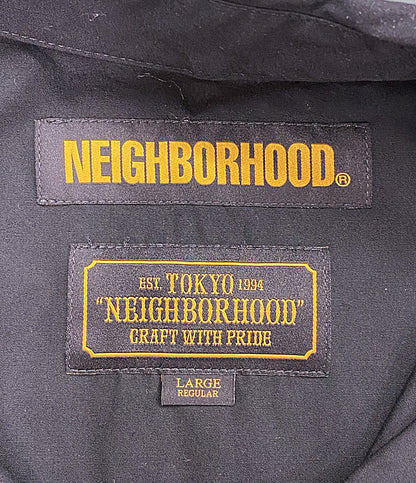 NEIGHBORHOOD®
EST. TOKYO 1994
"NEIGHBORHOOD"
CRAFT WITH PRIDE
LARGE
REGULAR